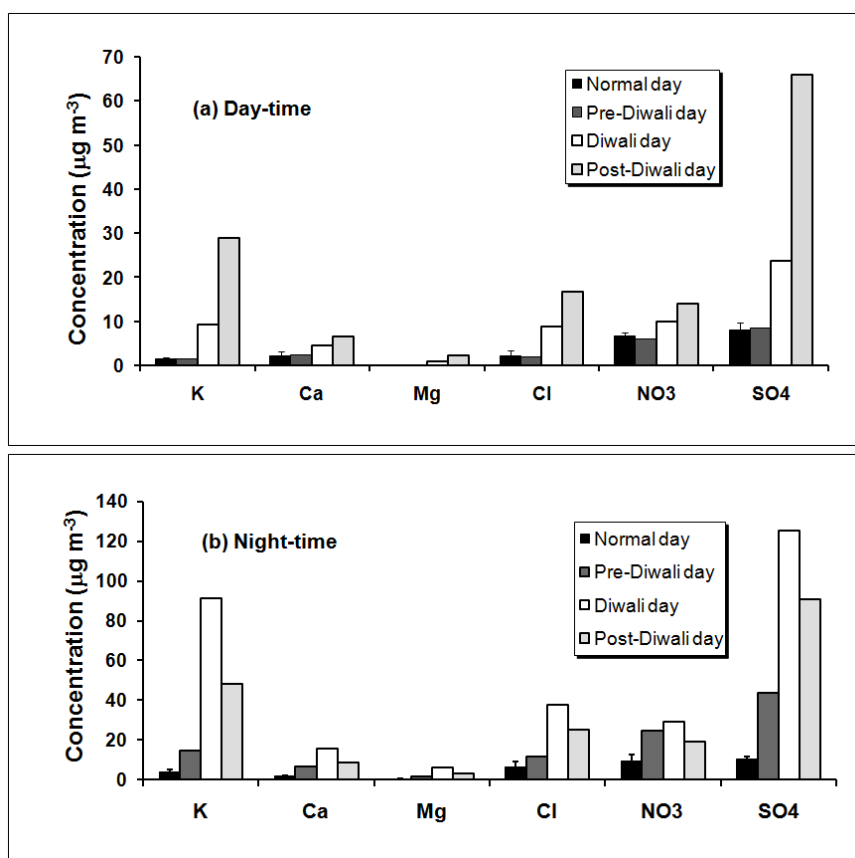 70
60
50
40
30
20
10
0
Concentration (µg m-3)
(a) Day-time
Normal day
Pre-Diwali day
Diwali day
Post-Diwali day
K Ca Mg Cl NO3 SO4
140
120
100
80
60
40
20
0
Concentration (µg m-3)
(b) Night-time
Normal day
Pre-Diwali day
Diwali day
Post-Diwali day
K Ca Mg Cl NO3 SO4